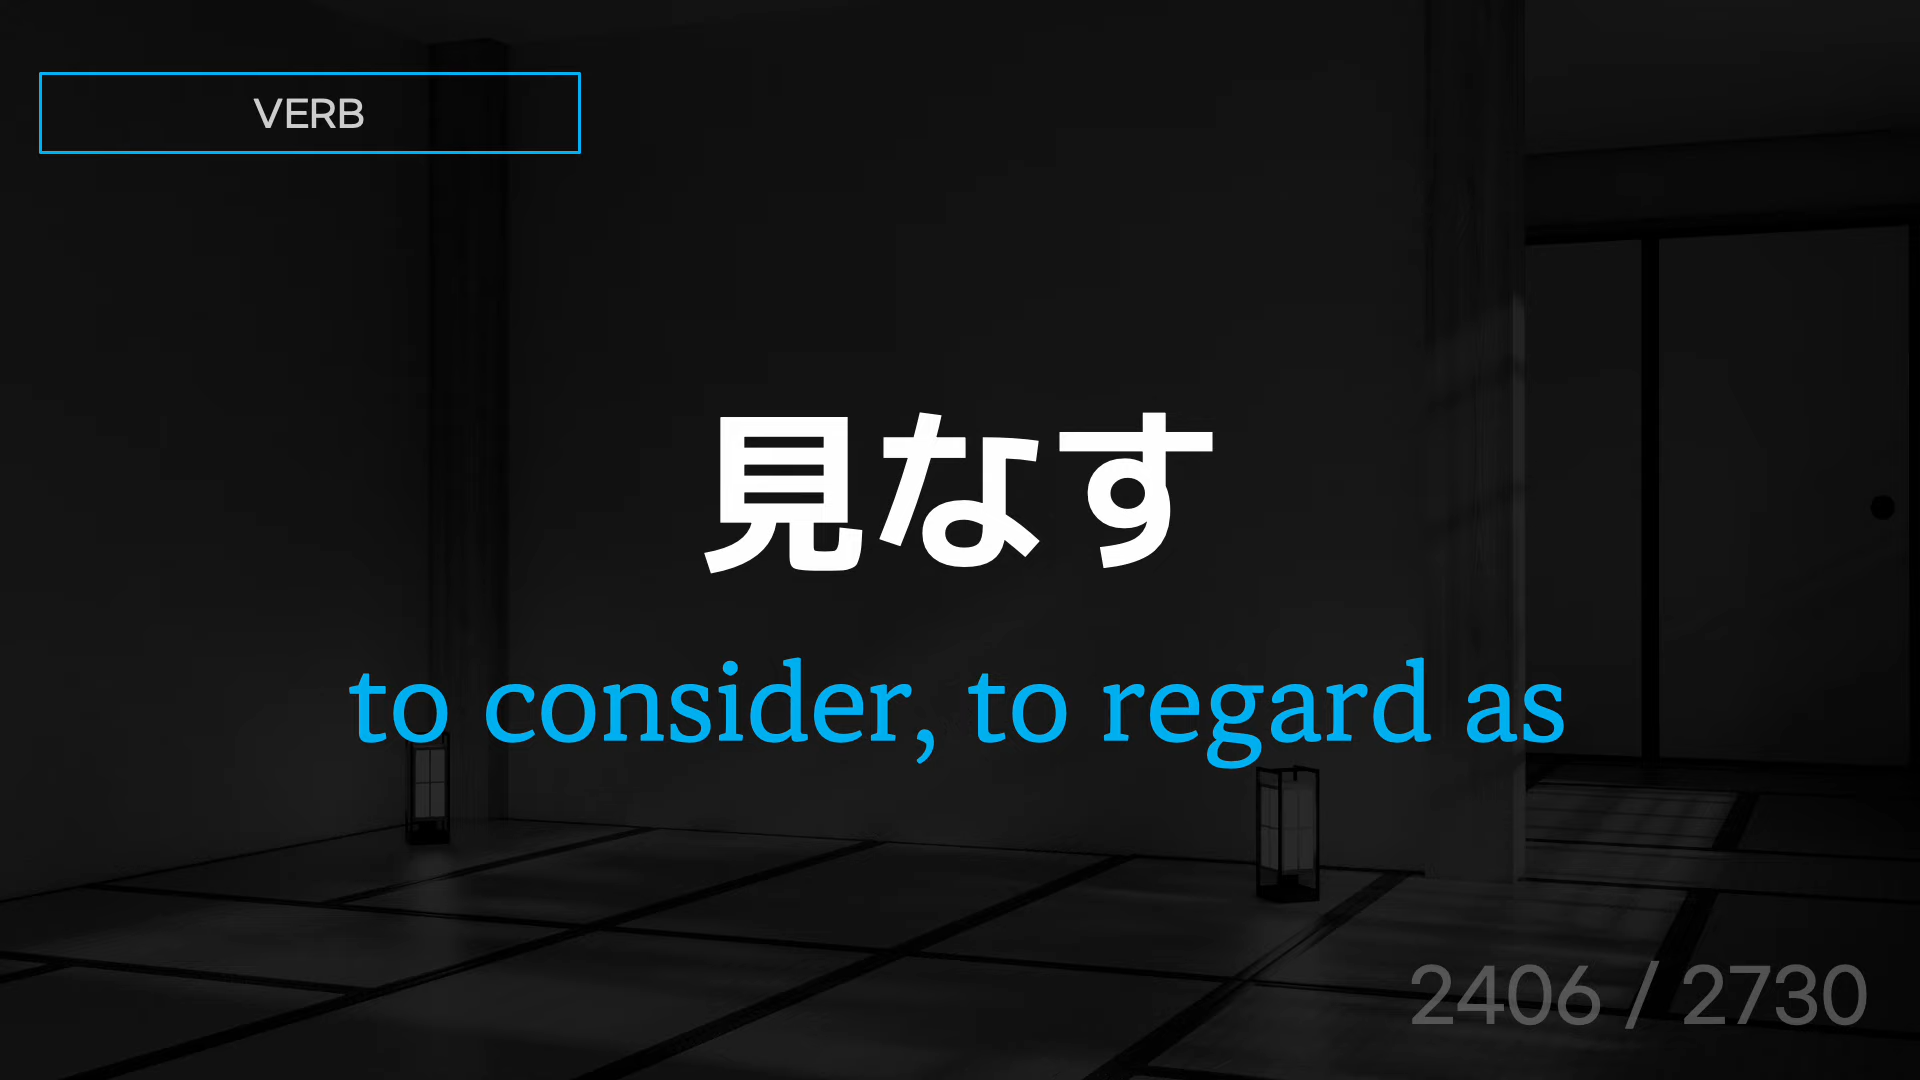 VERB
見なす
to consider, to regard as
2406 / 2730